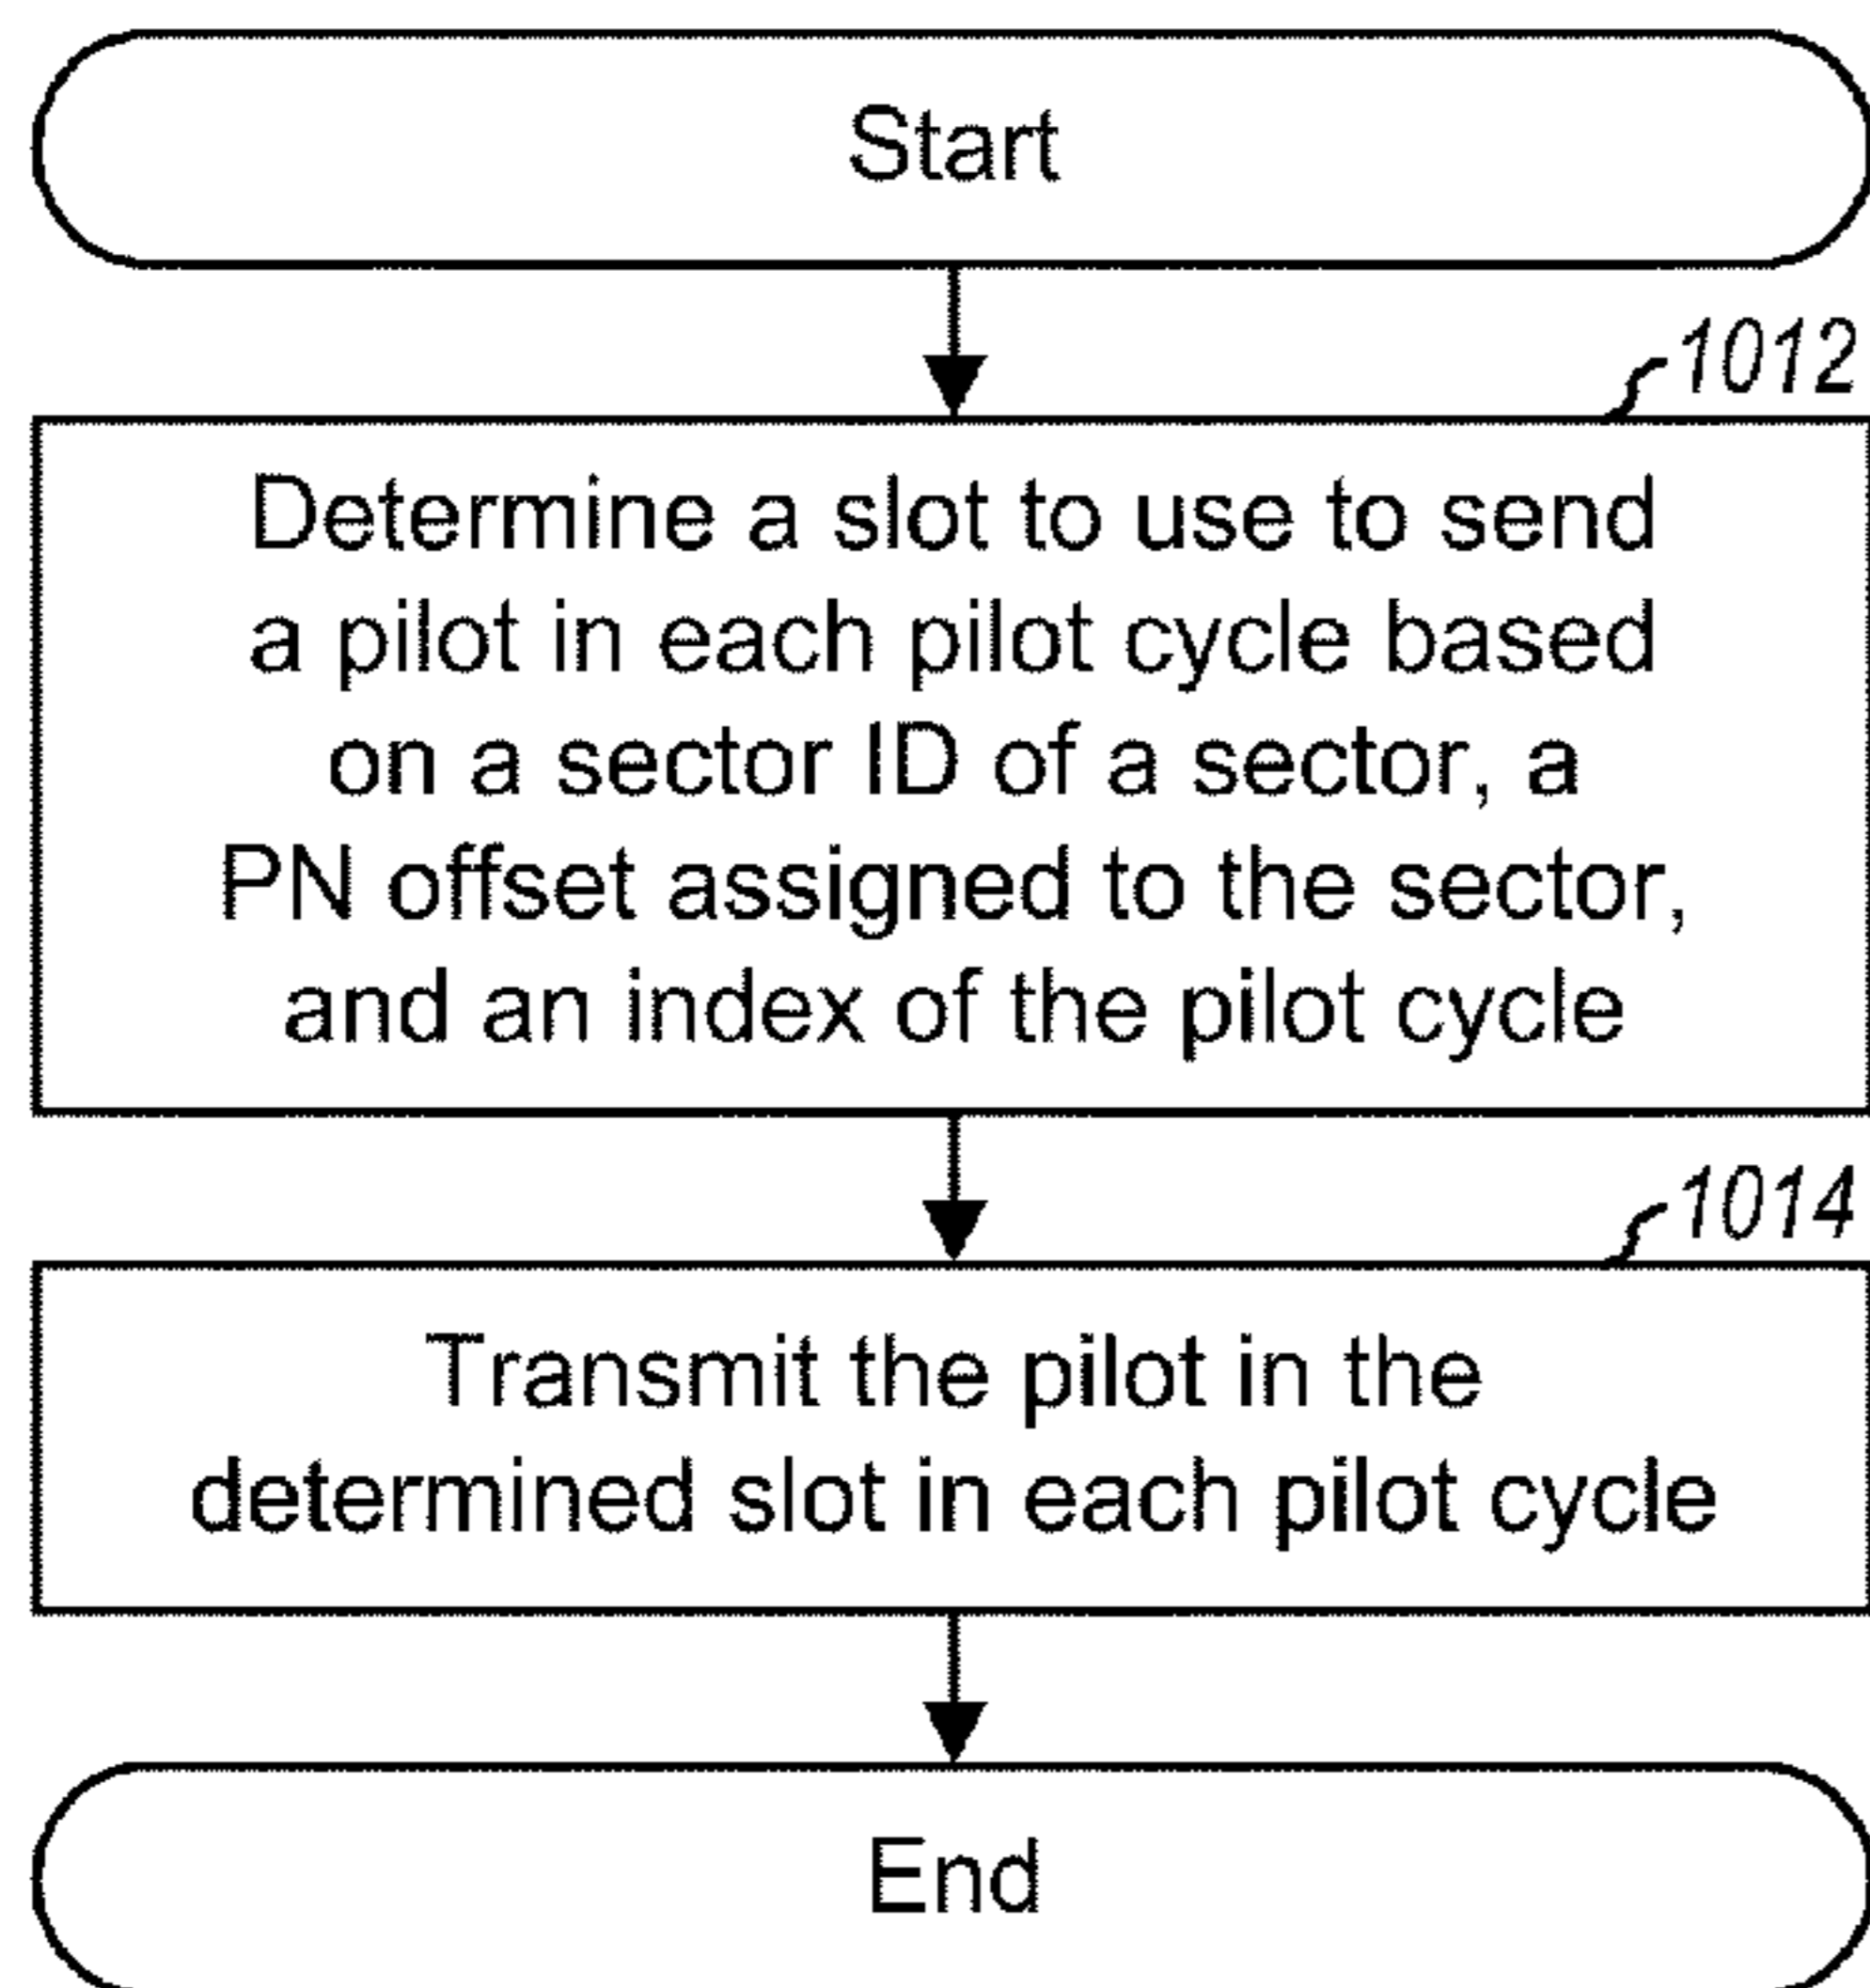 Start
1012
Determine a slot to use to send
a pilot in each pilot cycle based
on a sector ID of a sector, a
PN offset assigned to the sector,
and an index of the pilot cycle
1014
Transmit the pilot in the
determined slot in each pilot cycle
End